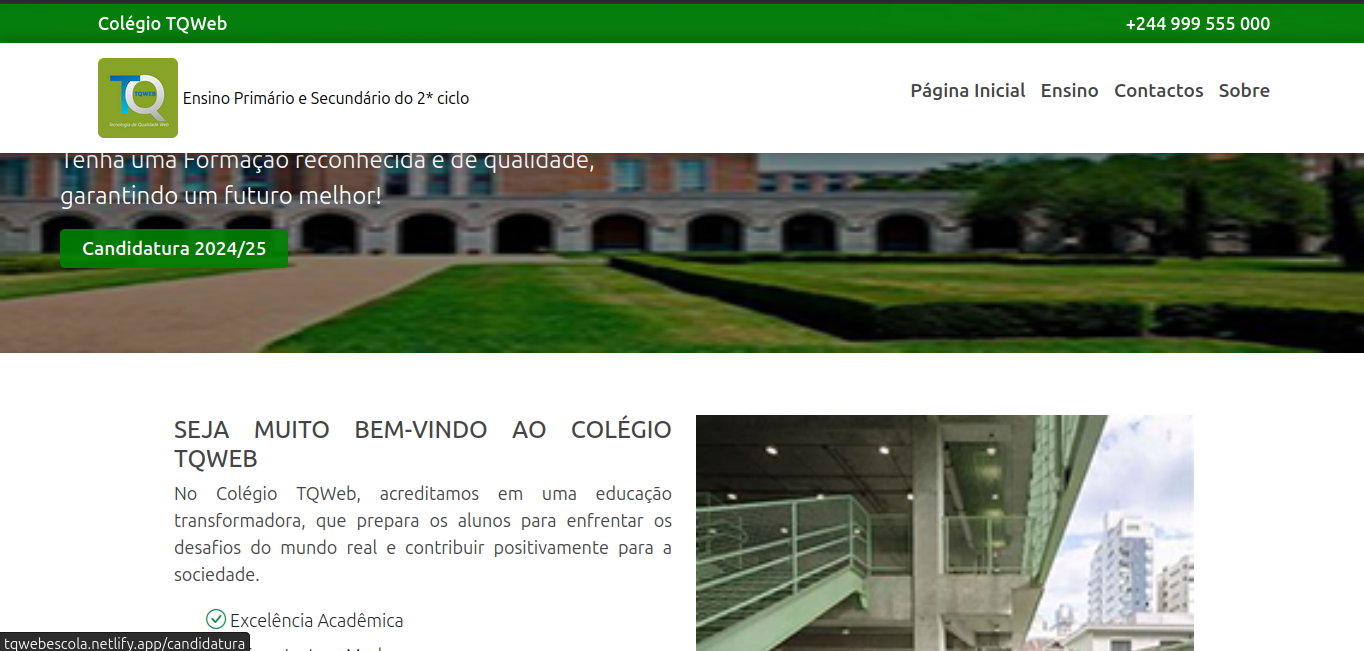 Colégio TQWeb
+244 999 555 000
TQ
TQWEB
Tecnologia de Qualidade Web
Ensino Primário e Secundário do 2* ciclo
Página Inicial Ensino Contactos Sobre
Tenha uma Formação reconhecida e de qualidade,
garantindo um futuro melhor!
Candidatura 2024/25
SEJA MUITO BEM-VINDO AO COLÉGIO
TQWEB
No Colégio TQWeb, acreditamos em uma educação
transformadora, que prepara os alunos para enfrentar os
desafios do mundo real e contribuir positivamente para a
sociedade.
Excelência Acadêmica
tqwebescola.netlify.app/candidatura